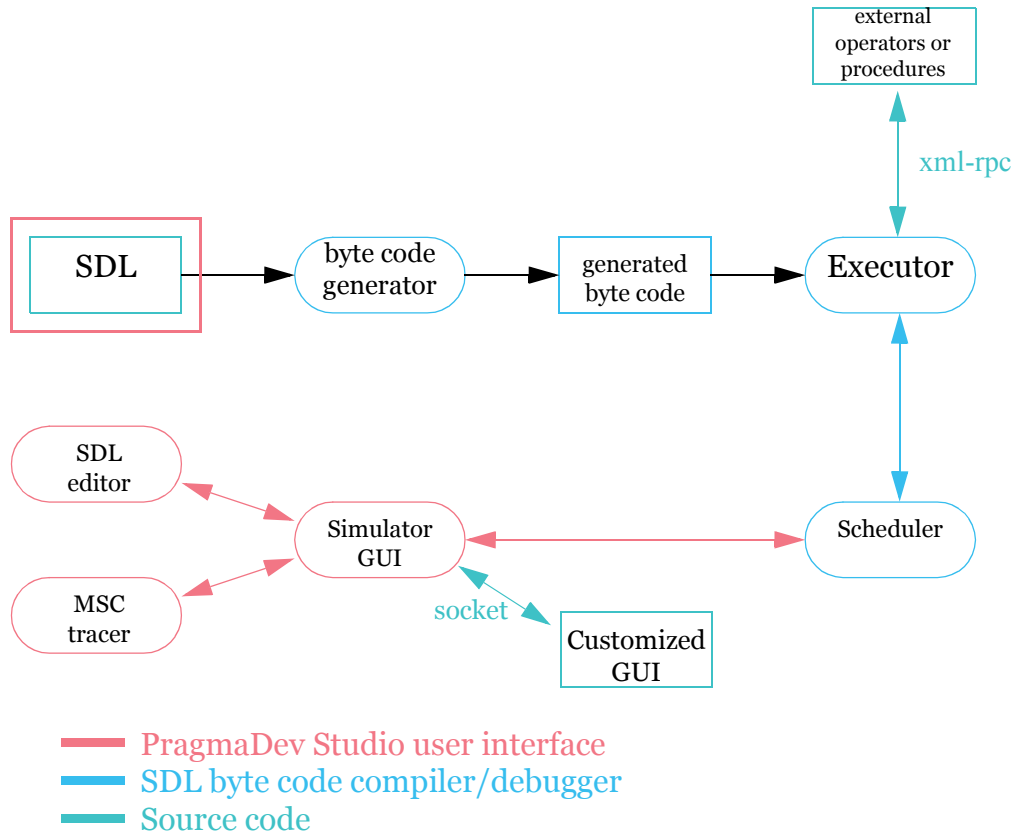 external
operators or
procedures
xml-rpc
SDL
byte code
generator
generated
byte code
Executor
SDL
editor
Simulator
GUI
Scheduler
MSC
tracer
socket
Customized
GUI
PragmaDev Studio user interface
SDL byte code compiler/debugger
Source code